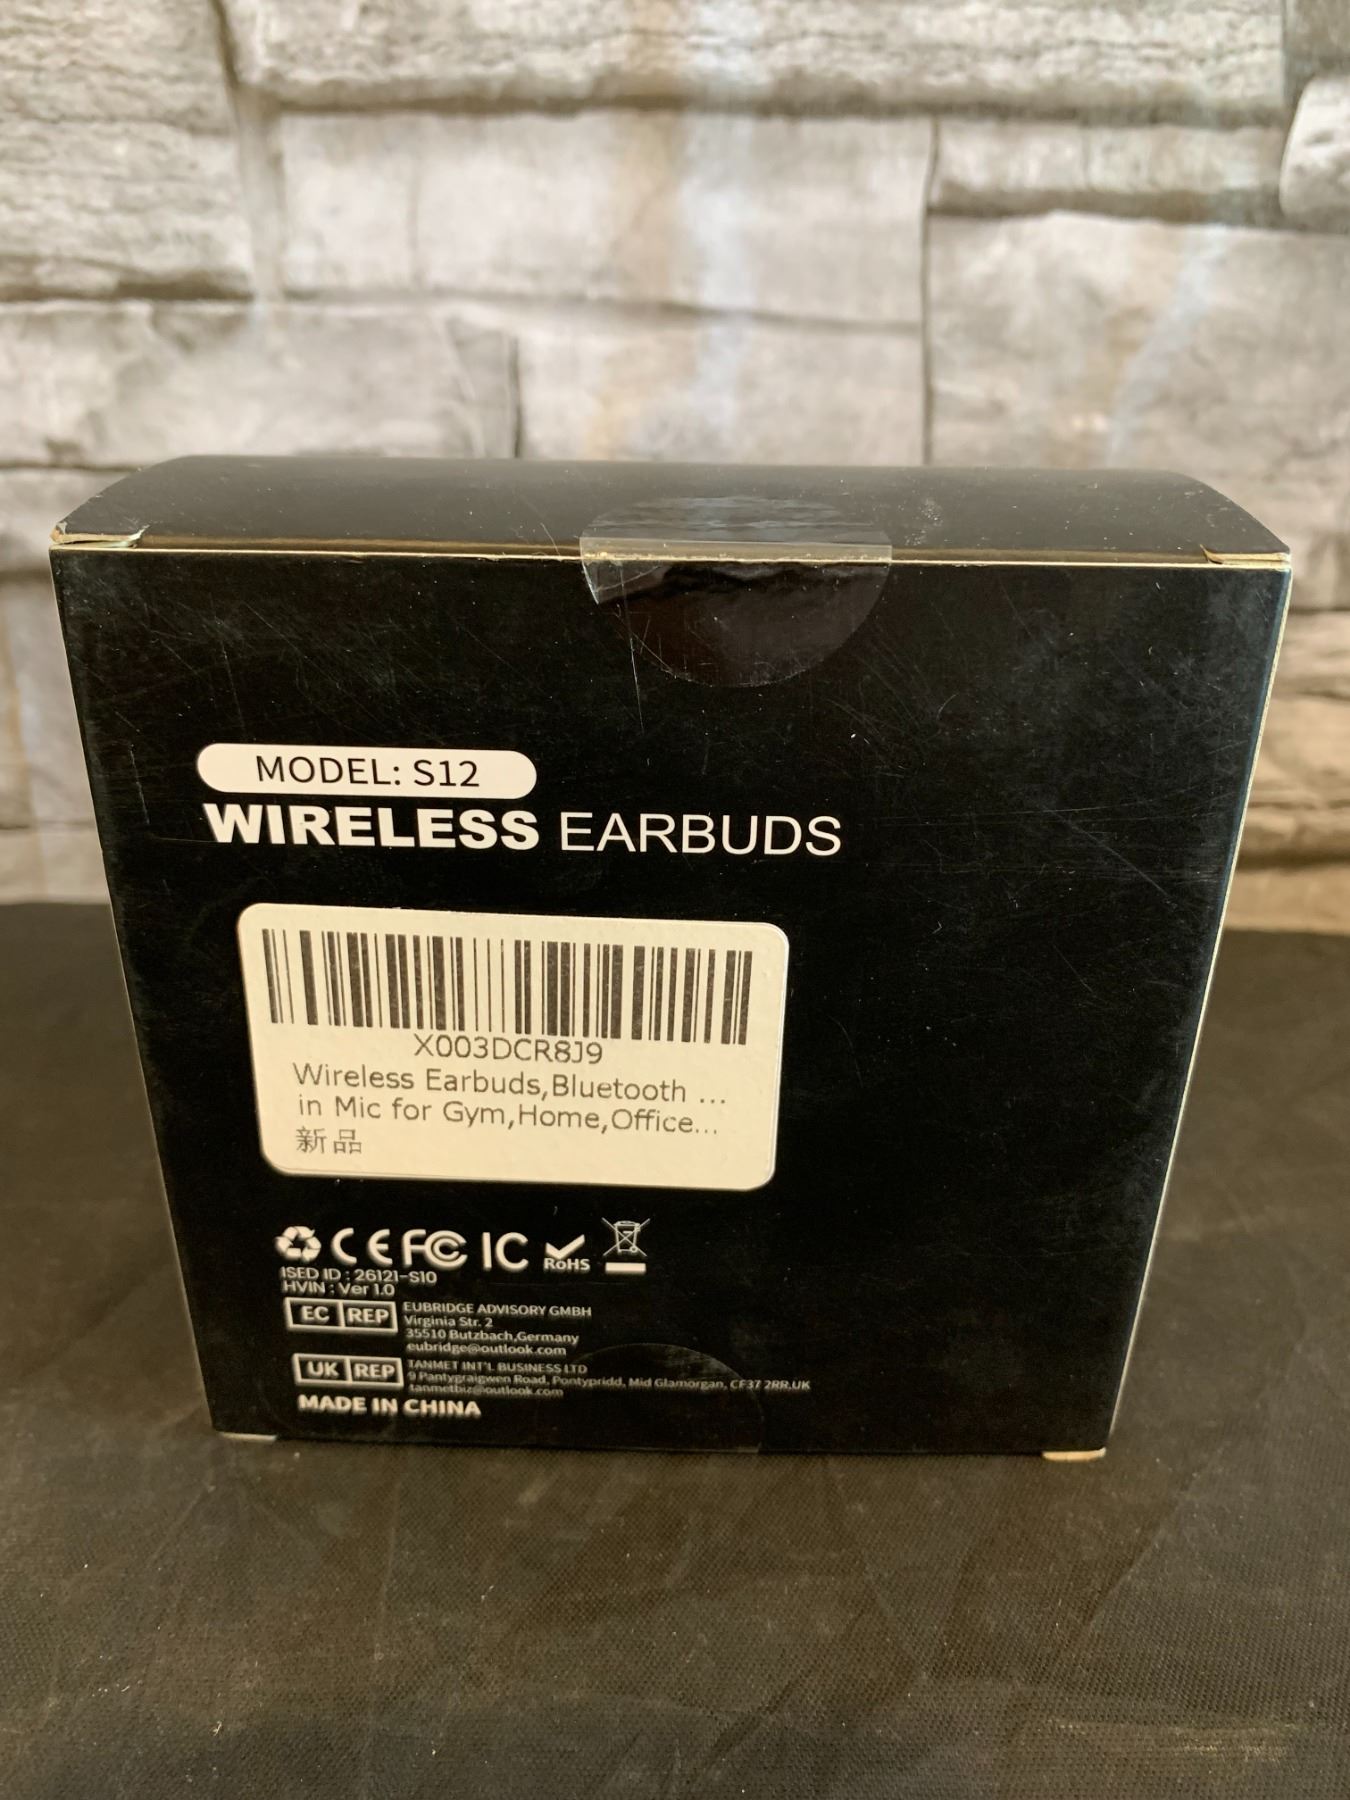 MODEL: S12
WIRELESS EARBUDS
X003DCR8J9
Wireless Earbuds,Bluetooth ...
in Mic for Gym,Home,Office...
新品
CE FC IC RoHS
ISED ID : 26121-S10
HVIN : Ver 1.0
EC REP EUBRIDGE ADVISORY GMBH
Virginia Str. 2
35510 Butzbach,Germany
eubridge@outlook.com
UK REP TANMET INT'L BUSINESS LTD
9 Pantygraigwen Road, Pontypridd, Mid Glamorgan, CF37 2RR.UK
tanmetbiz@outlook.com
MADE IN CHINA